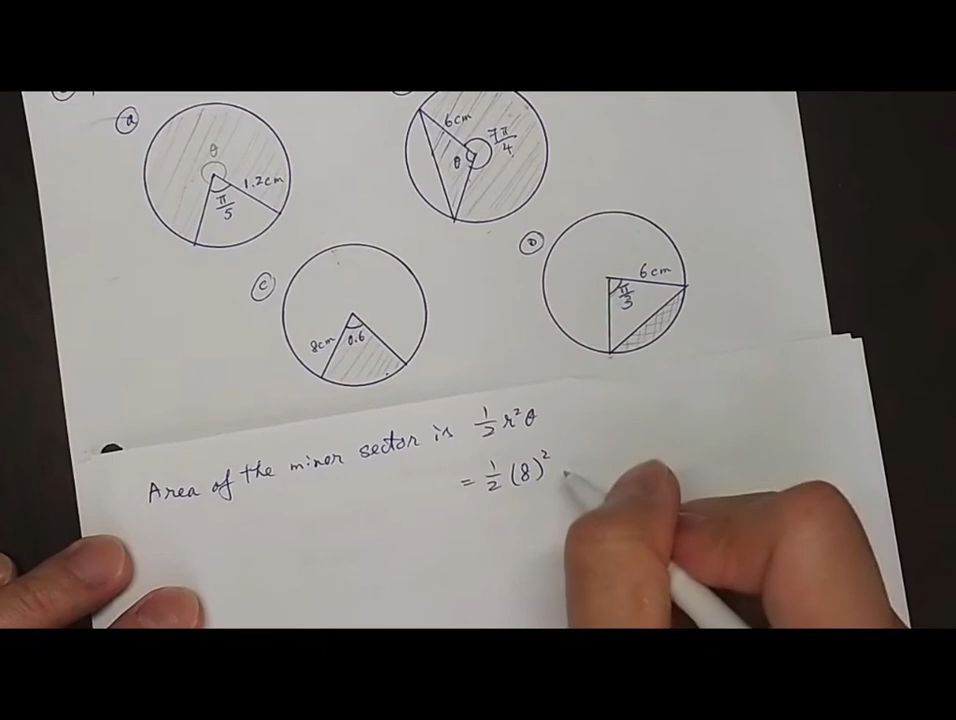 a
θ
1.2cm
π/5
6cm
θ
7π/4
c
8cm
0.6
D
6cm
π/3
Area of the minor sector is 1/2 r²θ
= 1/2 (8)²